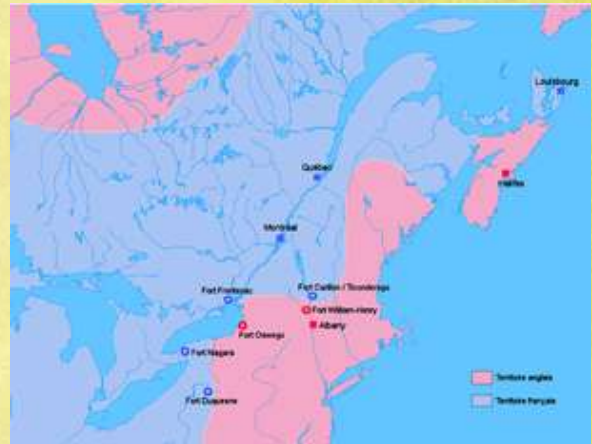 Louisbourg
Québec
Halifax
Montréal
Fort Frontenac
Fort Carillon / Ticonderoga
Fort William-Henry
Albany
Fort Oswego
Fort Niagara
Fort Duquesne
Territoire anglais
Territoire français